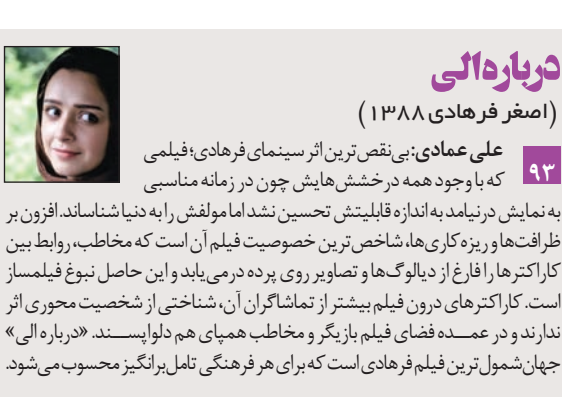 درباره‌الی
(اصغر فرهادی ۱۳۸۸)
۹۳
علی عمادی: بی‌نقص‌ترین اثر سینمای فرهادی؛ فیلمی
که با وجود همه درخشش‌هایش چون در زمانه مناسبی
به نمایش درنیامد به‌اندازه قابلیتش تحسین نشد اما مولفش را به دنیا شناساند. افزون بر
ظرافت‌ها و ریزه‌کاری‌ها، شاخص‌ترین خصوصیت فیلم آن است که مخاطب، روابط بین
کاراکترها را فارغ از دیالوگ‌ها و تصاویر روی پرده درمی‌یابد و این حاصل نبوغ فیلمساز
است. کاراکترهای درون فیلم بیشتر از تماشاگران آن، شناختی از شخصیت محوری اثر
ندارند و در عمده فضای فیلم بازیگر و مخاطب همپای هم دلواپسند. «درباره الی»
جهان‌شمول‌ترین فیلم فرهادی است که برای هر فرهنگی تامل‌برانگیز محسوب می‌شود.